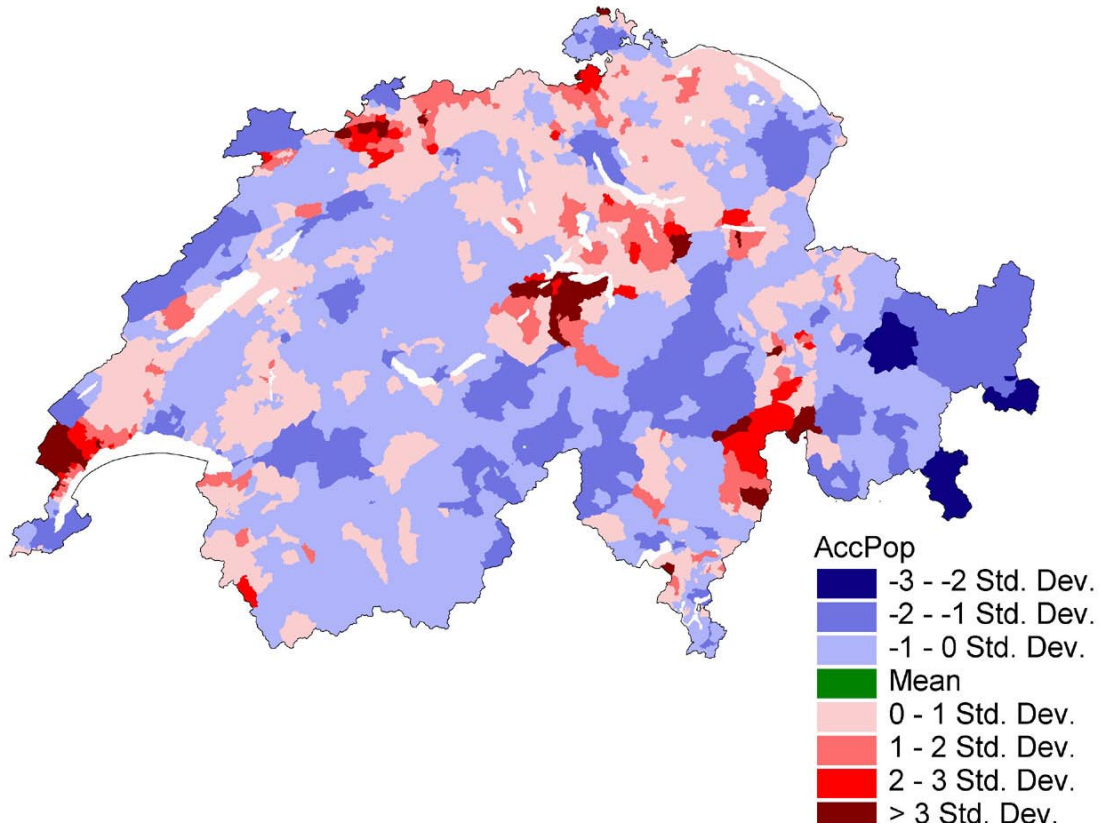 AccPop
-3 - -2 Std. Dev.
-2 - -1 Std. Dev.
-1 - 0 Std. Dev.
Mean
0 - 1 Std. Dev.
1 - 2 Std. Dev.
2 - 3 Std. Dev.
> 3 Std. Dev.